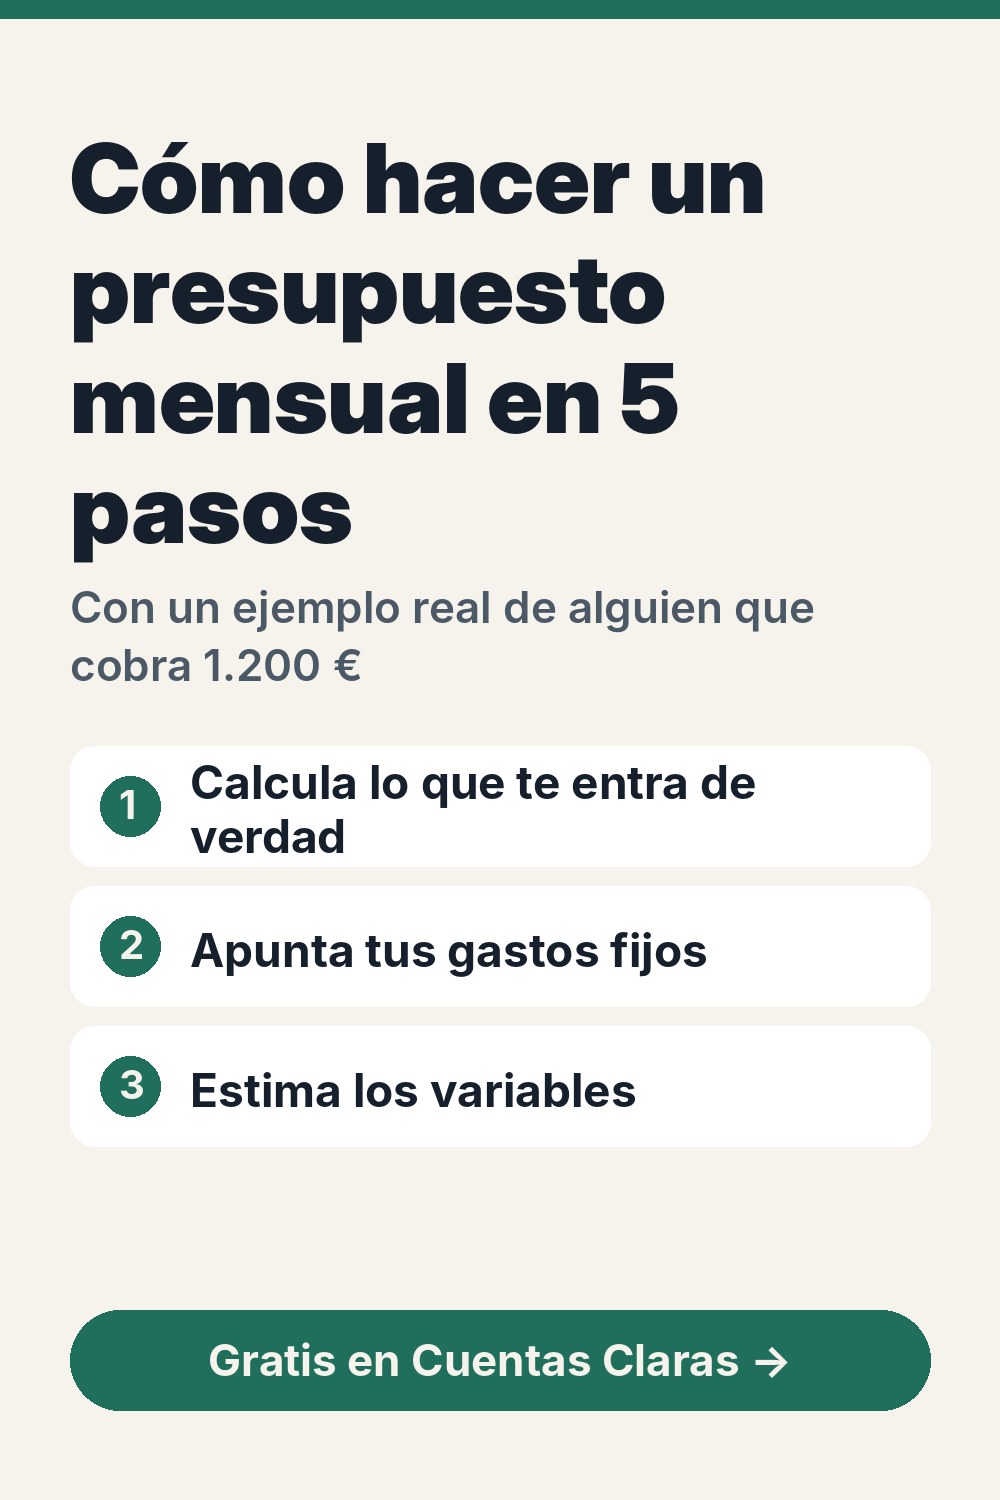 Cómo hacer un
presupuesto
mensual en 5
pasos
Con un ejemplo real de alguien que
cobra 1.200 €
1 Calcula lo que te entra de
verdad
2 Apunta tus gastos fijos
3 Estima los variables
Gratis en Cuentas Claras →